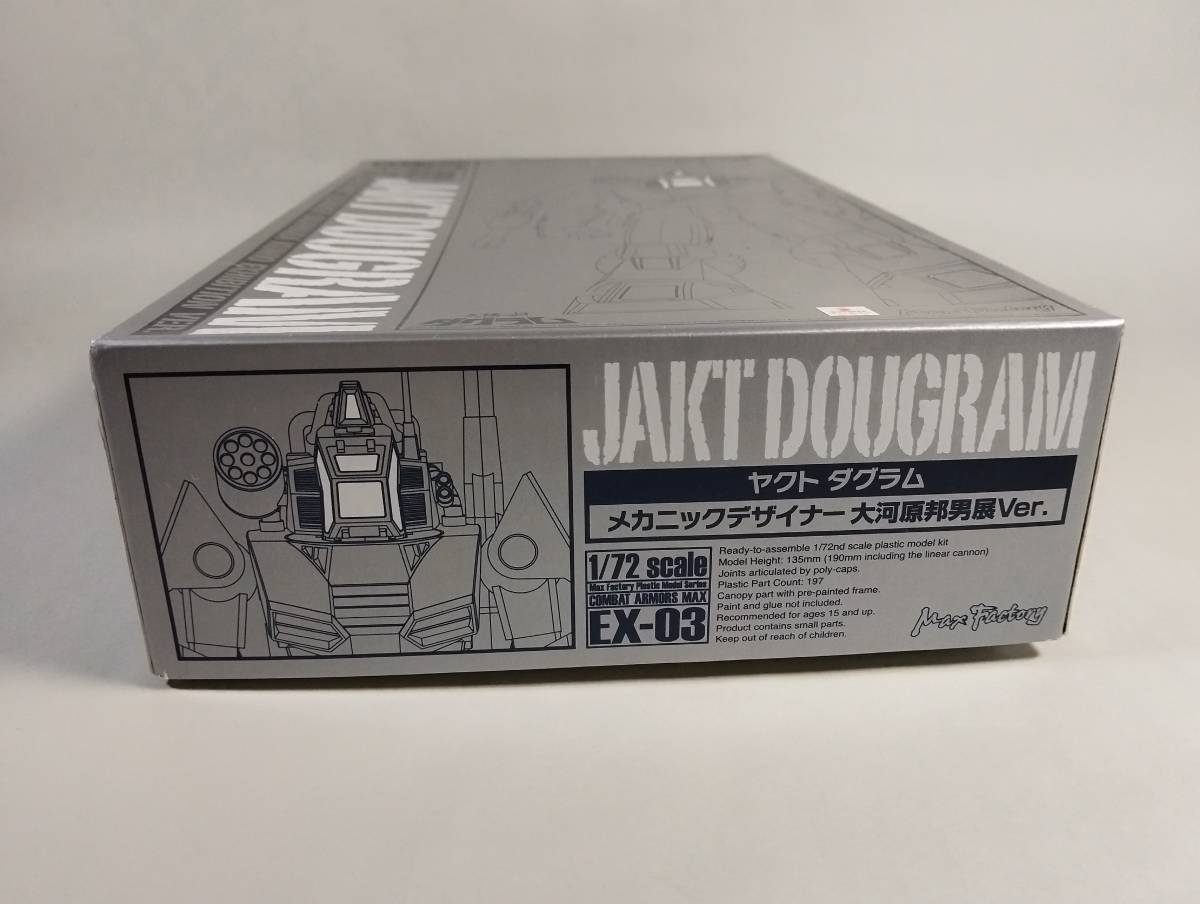 JAKT DOUGRAM
EXHIBITION VER.
JAKT DOUGRAM
ヤクト ダグラム
メカニックデザイナー 大河原邦男展Ver.
1/72 scale
Max Factory Plastic Model Series
COMBAT ARMORS MAX
EX-03
Ready-to-assemble 1/72nd scale plastic model kit
Model Height: 135mm (190mm including the linear cannon)
Joints articulated by poly-caps.
Plastic Part Count: 197
Canopy part with pre-painted frame.
Paint and glue not included.
Recommended for ages 15 and up.
Product contains small parts.
Keep out of reach of children.
Max Factory